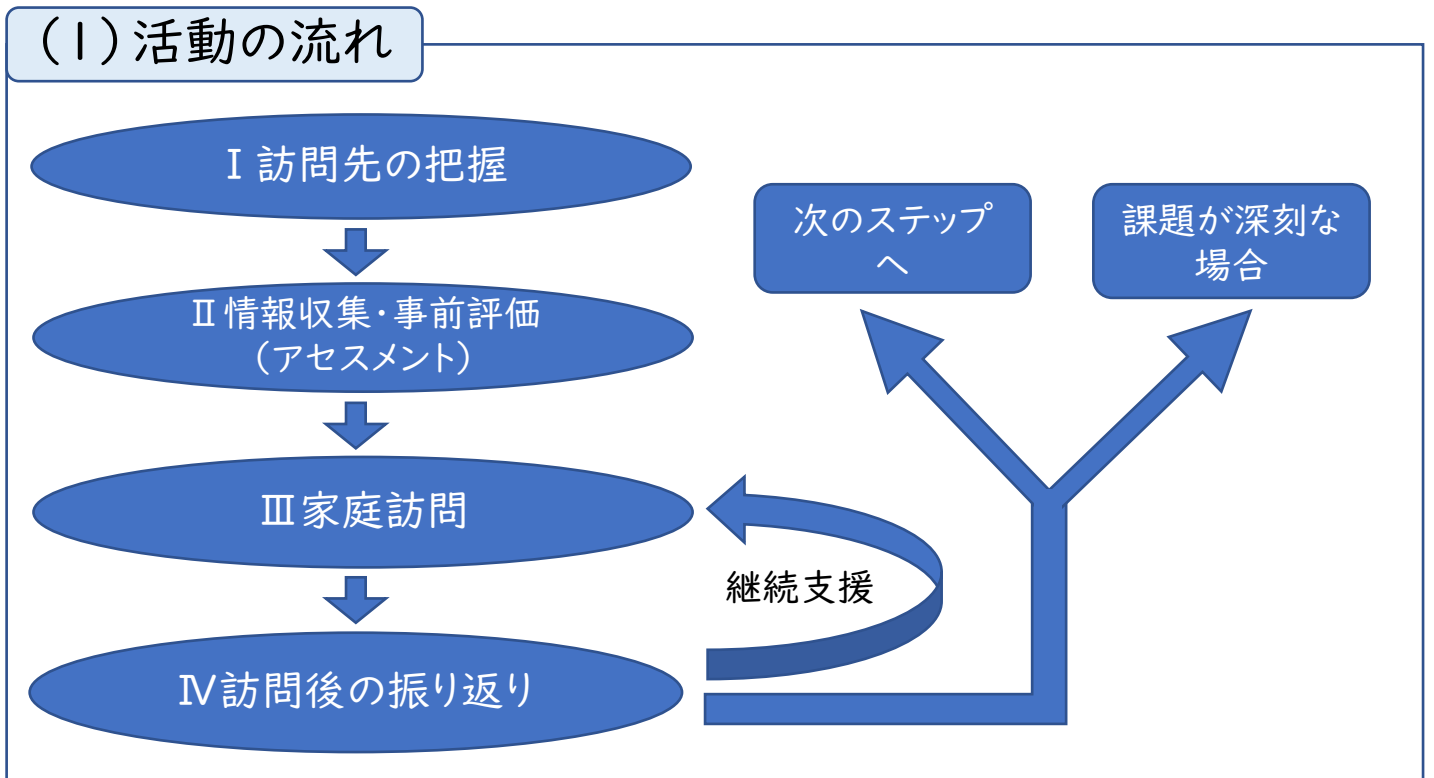 (1)活動の流れ
Ⅰ訪問先の把握
Ⅱ情報収集・事前評価
(アセスメント)
Ⅲ家庭訪問
Ⅳ訪問後の振り返り
継続支援
次のステップ
へ
課題が深刻な
場合